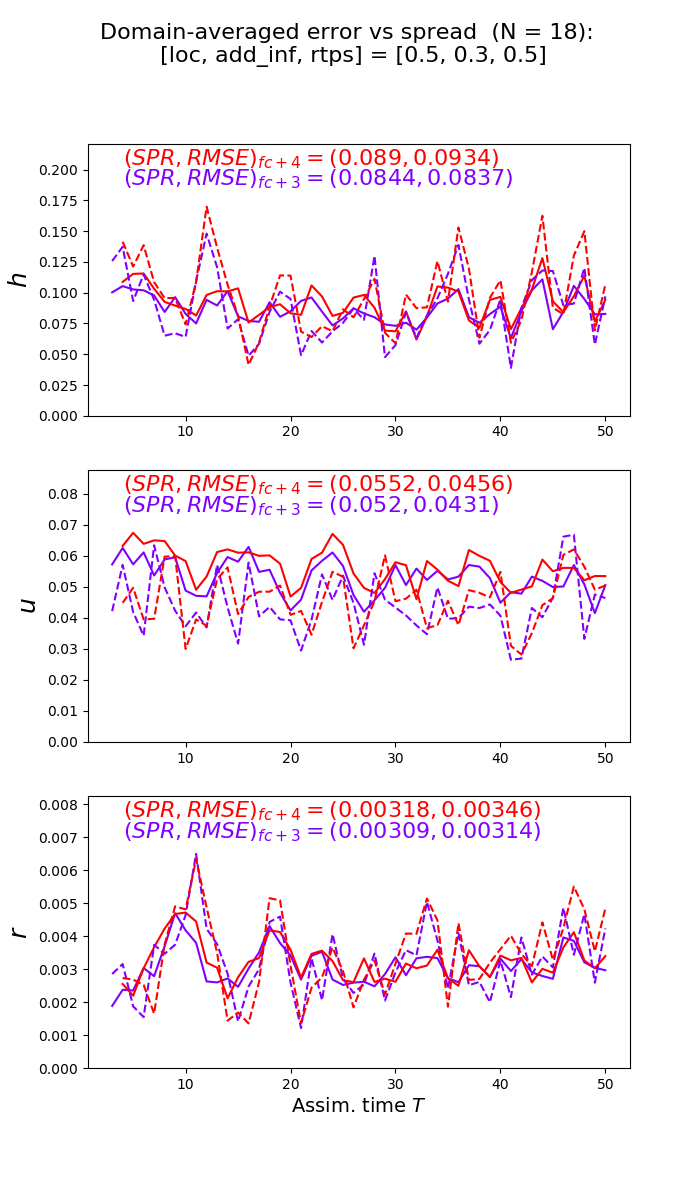 Domain-averaged error vs spread (N = 18):
[loc, add_inf, rtps] = [0.5, 0.3, 0.5]
(SPR, RMSE)fc+4 = (0.089, 0.0934)
(SPR, RMSE)fc+3 = (0.0844, 0.0837)
h
0.200
0.175
0.150
0.125
0.100
0.075
0.050
0.025
0.000
10 20 30 40 50
(SPR, RMSE)fc+4 = (0.0552, 0.0456)
(SPR, RMSE)fc+3 = (0.052, 0.0431)
u
0.08
0.07
0.06
0.05
0.04
0.03
0.02
0.01
0.00
10 20 30 40 50
(SPR, RMSE)fc+4 = (0.00318, 0.00346)
(SPR, RMSE)fc+3 = (0.00309, 0.00314)
r
0.008
0.007
0.006
0.005
0.004
0.003
0.002
0.001
0.000
10 20 30 40 50
Assim. time T